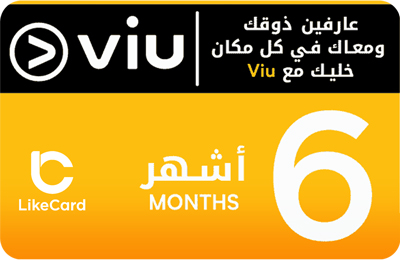 viu
عارفين ذوقك
ومعاك في كل مكان
خليك مع Viu
6
أشهر
MONTHS
LikeCard